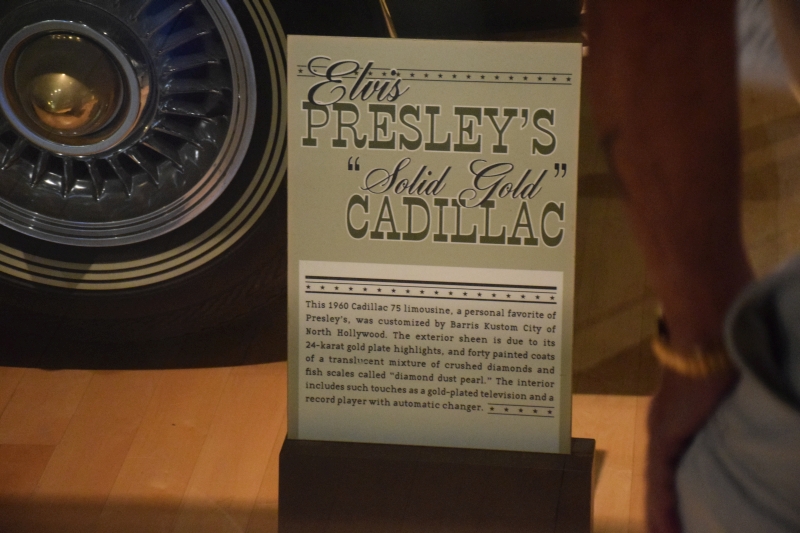 Elvis
PRESLEY'S
"Solid Gold"
CADILLAC
This 1960 Cadillac 75 limousine, a personal favorite of
Presley's, was customized by Barris Kustom City of
North Hollywood. The exterior sheen is due to its
24-karat gold plate highlights, and forty painted coats
of a translucent mixture of crushed diamonds and
fish scales called "diamond dust pearl." The interior
includes such touches as a gold-plated television and a
record player with automatic changer.